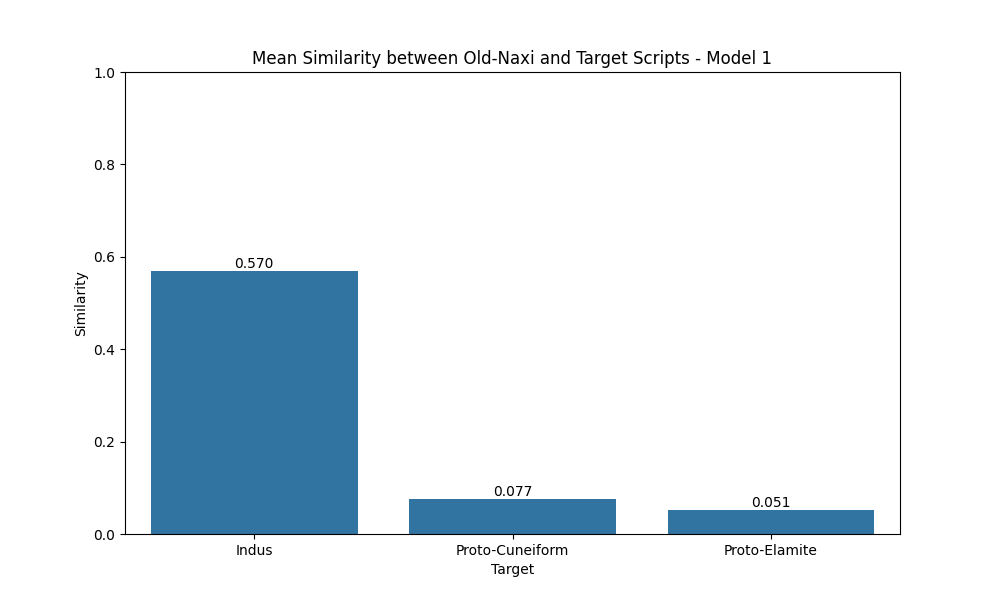 Mean Similarity between Old-Naxi and Target Scripts - Model 1
1.0
0.8
0.6
0.4
0.2
0.0
Similarity
0.570
0.077
0.051
Indus
Proto-Cuneiform
Proto-Elamite
Target